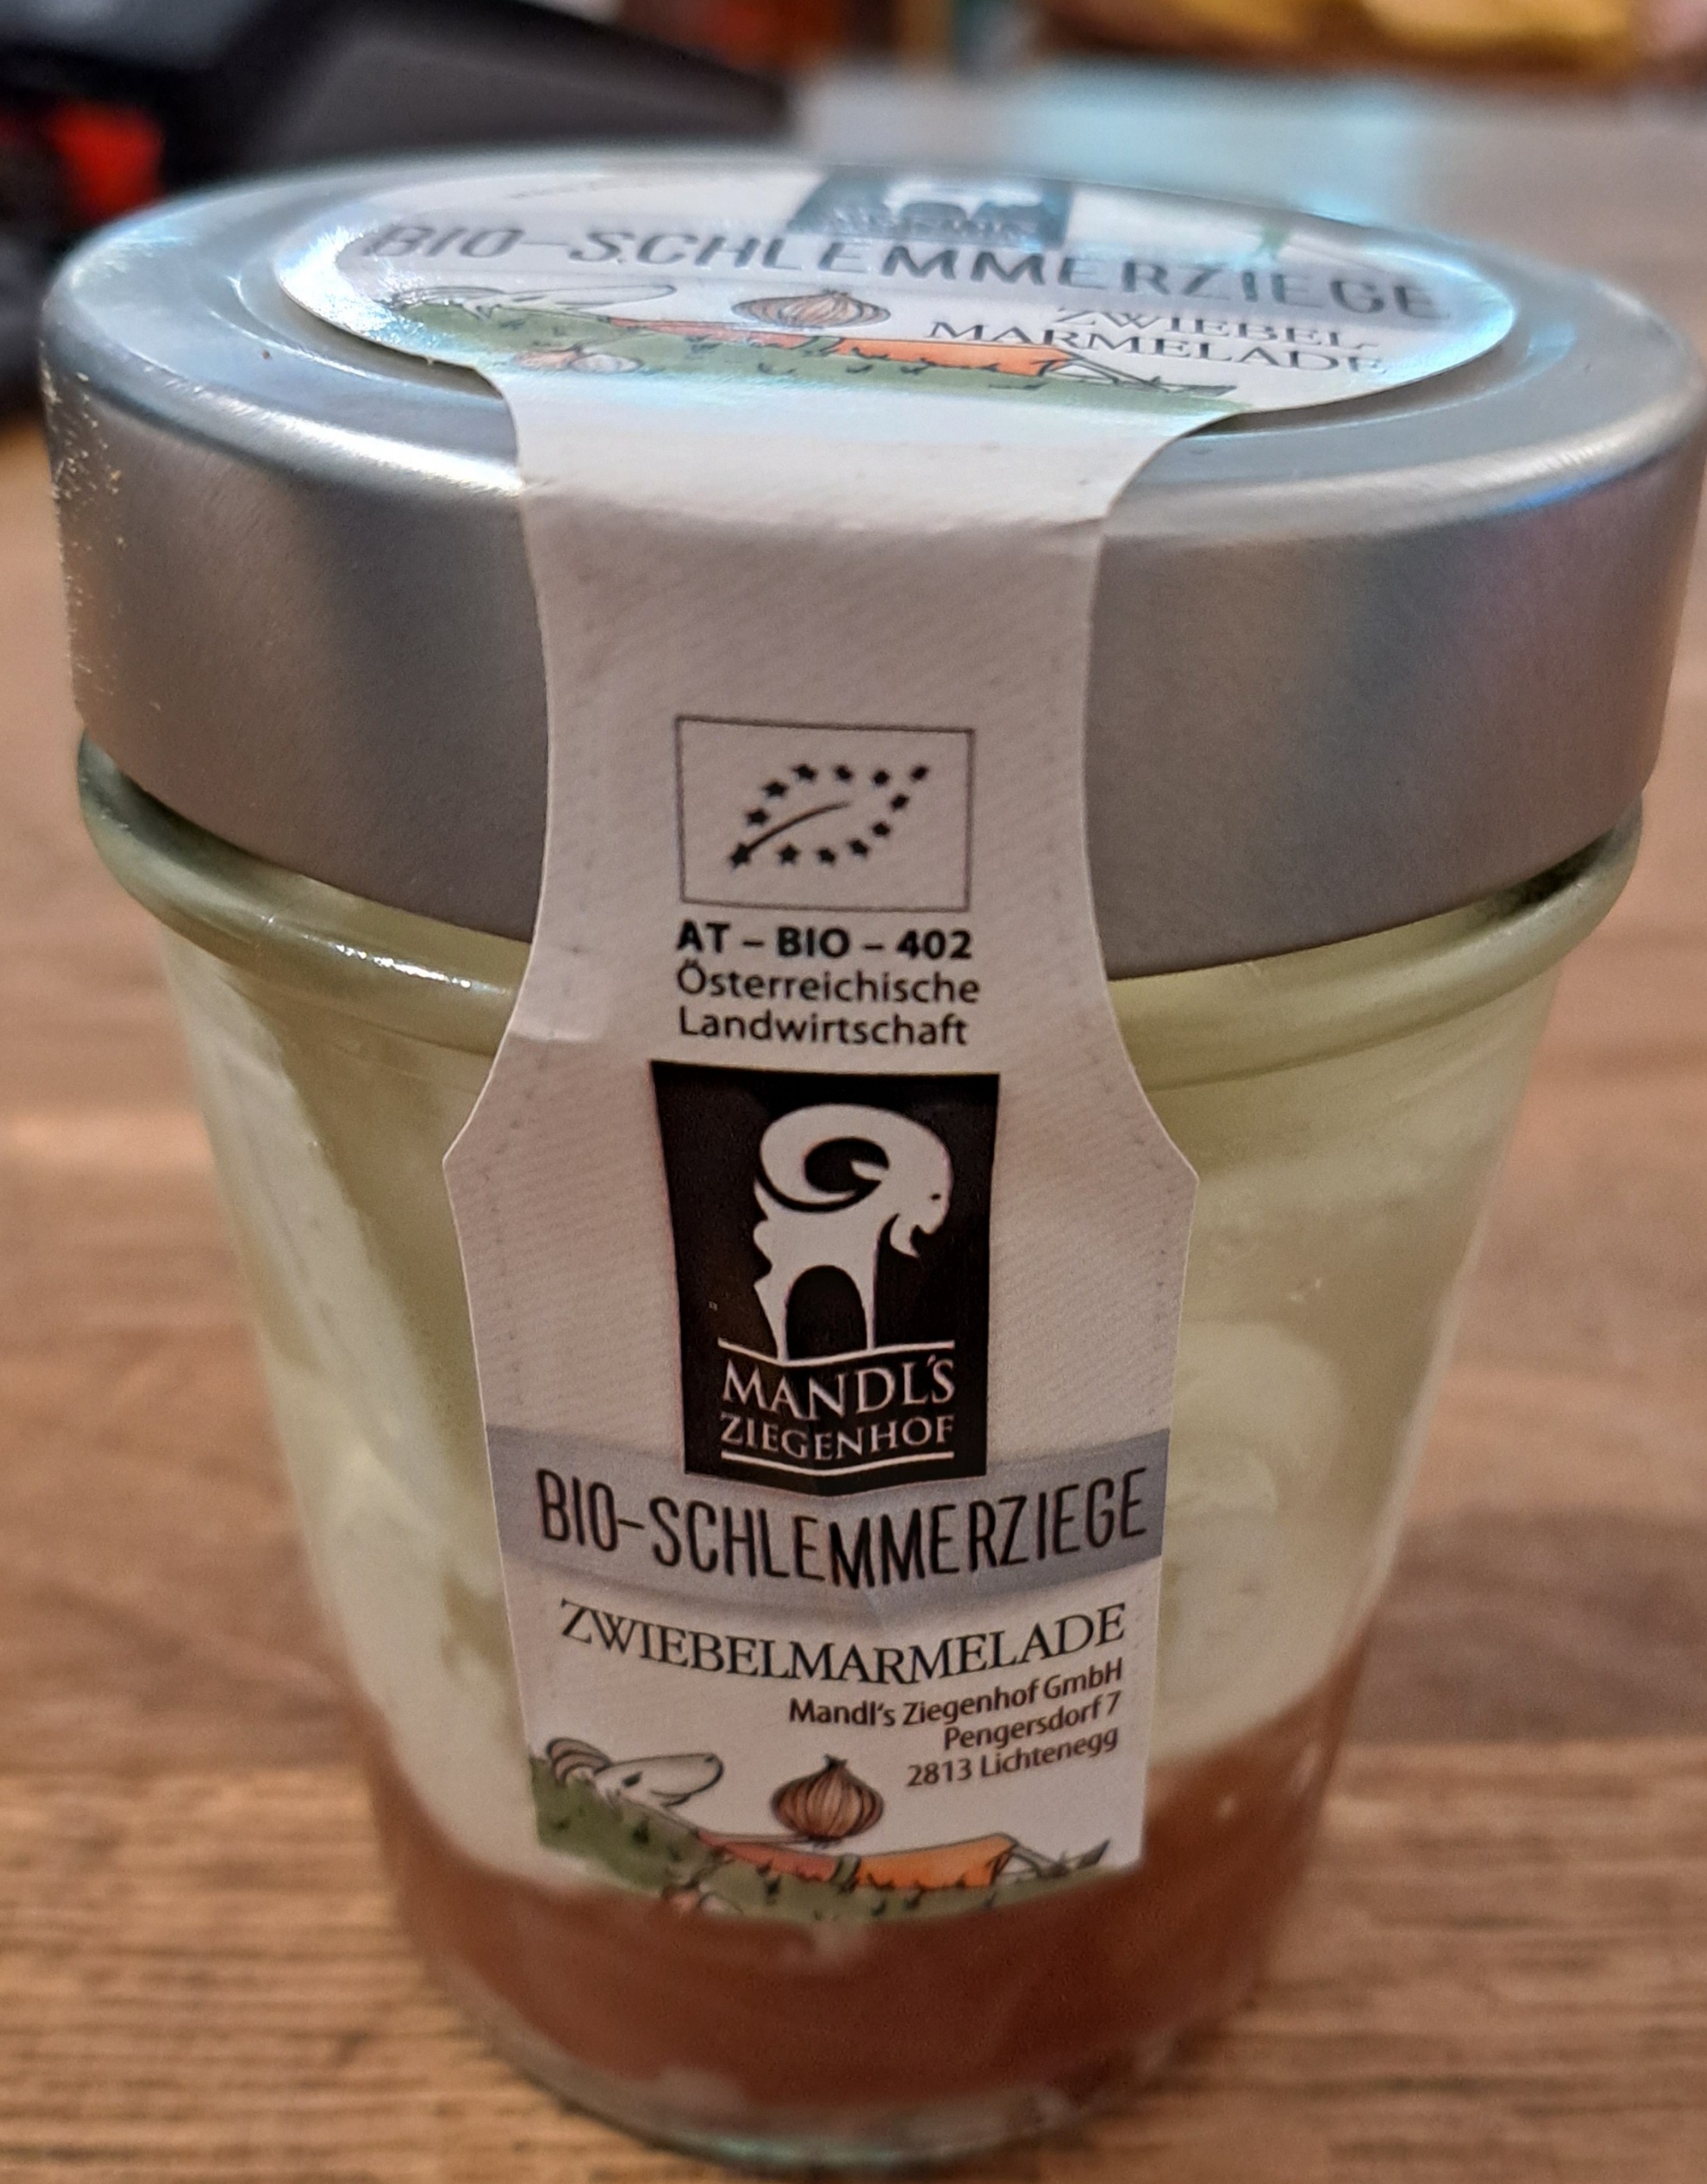 BIO-SCHLEMMERZIEGE
ZWIEBEL-
MARMELADE
AT – BIO – 402
Österreichische
Landwirtschaft
MANDL'S
ZIEGENHOF
BIO-SCHLEMMERZIEGE
ZWIEBELMARMELADE
Mandl's Ziegenhof GmbH
Pengersdorf 7
2813 Lichtenegg